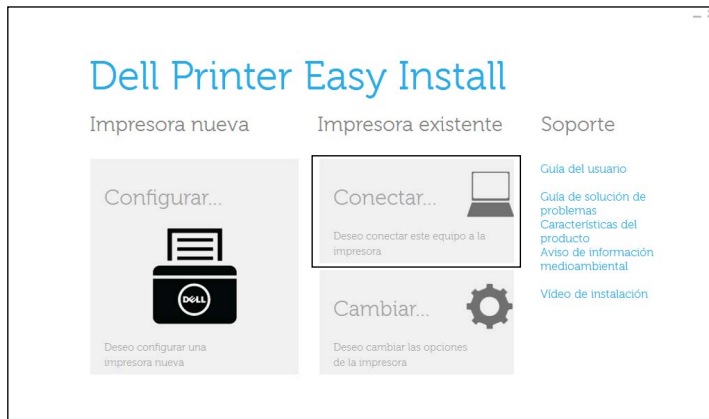 Dell Printer Easy Install
Impresora nueva
Configurar...
DELL
Deseo configurar una
impresora nueva
Impresora existente
Conectar...
Deseo conectar este equipo a la
impresora
Cambiar...
Deseo cambiar las opciones
de la impresora
Soporte
Guía del usuario
Guía de solución de
problemas
Características del
producto
Aviso de información
medioambiental
Vídeo de instalación